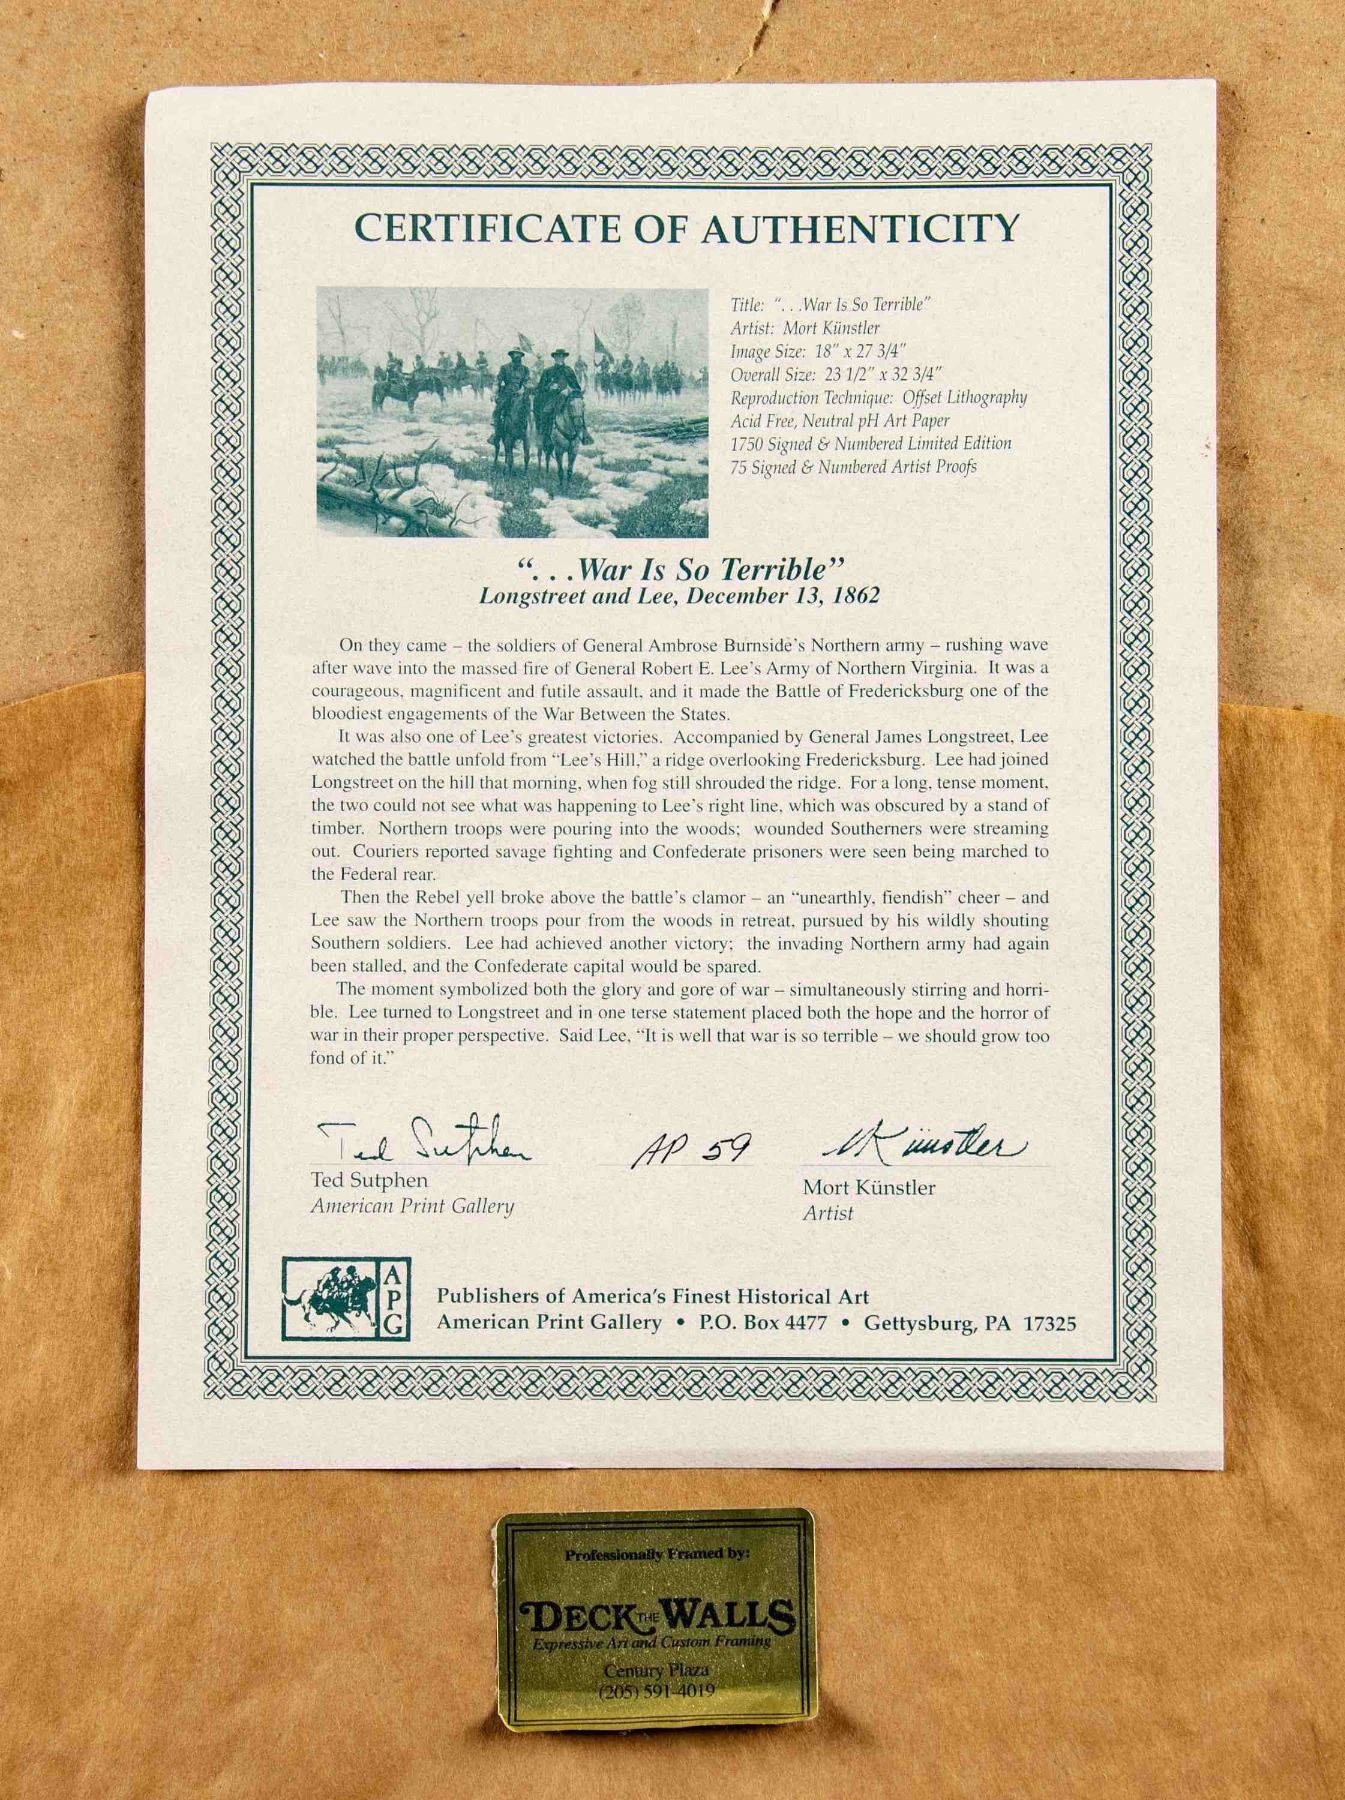 CERTIFICATE OF AUTHENTICITY
Title: “. . .War Is So Terrible”
Artist: Mort Künstler
Image Size: 18” x 27 3/4”
Overall Size: 23 1/2” x 32 3/4”
Reproduction Technique: Offset Lithography
Acid Free, Neutral pH Art Paper
1750 Signed & Numbered Limited Edition
75 Signed & Numbered Artist Proofs
“. . .War Is So Terrible”
Longstreet and Lee, December 13, 1862
On they came – the soldiers of General Ambrose Burnside’s Northern army – rushing wave
after wave into the massed fire of General Robert E. Lee’s Army of Northern Virginia. It was a
courageous, magnificent and futile assault, and it made the Battle of Fredericksburg one of the
bloodiest engagements of the War Between the States.
It was also one of Lee’s greatest victories. Accompanied by General James Longstreet, Lee
watched the battle unfold from “Lee’s Hill,” a ridge overlooking Fredericksburg. Lee had joined
Longstreet on the hill that morning, when fog still shrouded the ridge. For a long, tense moment,
the two could not see what was happening to Lee’s right line, which was obscured by a stand of
timber. Northern troops were pouring into the woods; wounded Southerners were streaming
out. Couriers reported savage fighting and Confederate prisoners were seen being marched to
the Federal rear.
Then the Rebel yell broke above the battle’s clamor – an “unearthly, fiendish” cheer – and
Lee saw the Northern troops pour from the woods in retreat, pursued by his wildly shouting
Southern soldiers. Lee had achieved another victory; the invading Northern army had again
been stalled, and the Confederate capital would be spared.
The moment symbolized both the glory and gore of war – simultaneously stirring and horri-
ble. Lee turned to Longstreet and in one terse statement placed both the hope and the horror of
war in their proper perspective. Said Lee, “It is well that war is so terrible – we should grow too
fond of it.”
Ted Sutphen AP 59 M Künstler
Ted Sutphen
American Print Gallery
Mort Künstler
Artist
APG
Publishers of America’s Finest Historical Art
American Print Gallery • P.O. Box 4477 • Gettysburg, PA 17325
Professionally Framed by:
DECK THE WALLS
Expressive Art and Custom Framing
Century Plaza
(205) 591-4019